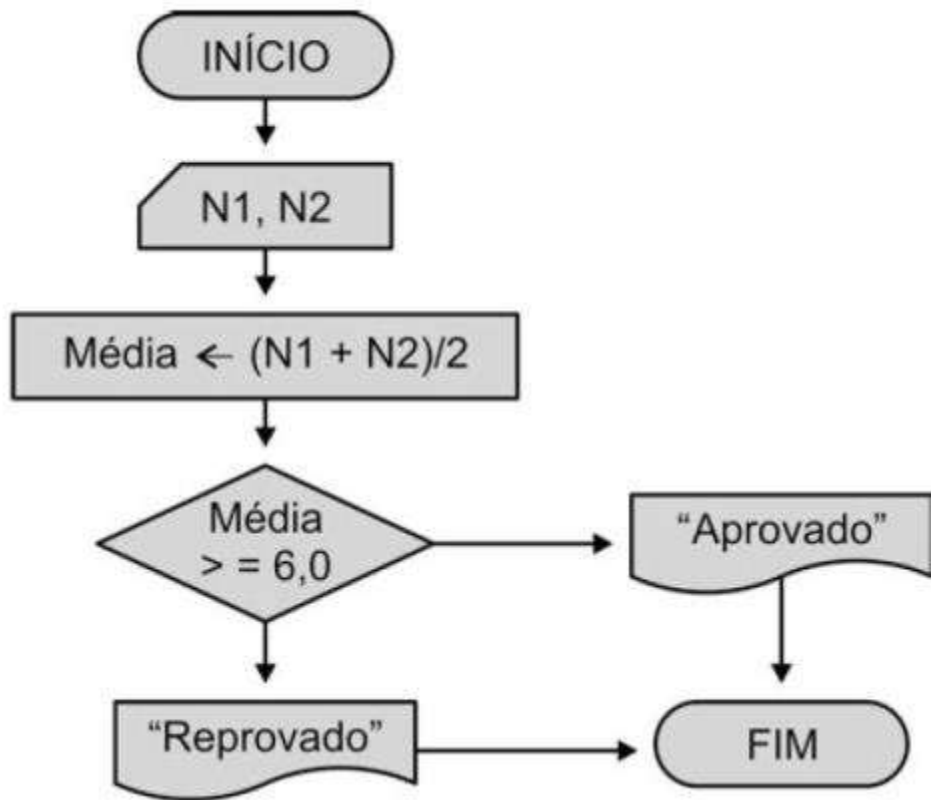 INÍCIO
N1, N2
Média ← (N1 + N2)/2
Média
> = 6,0
“Aprovado”
“Reprovado”
FIM